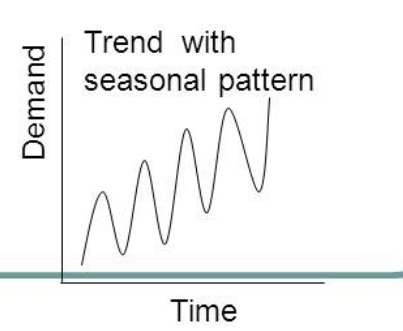 Trend with
seasonal pattern
Demand
Time